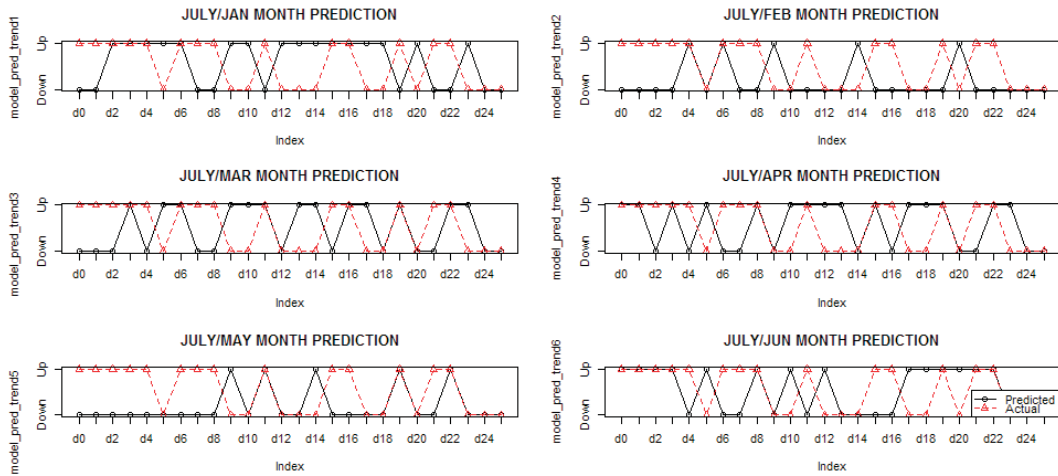 JULY/JAN MONTH PREDICTION
model_pred_trend1
Down Up
d0 d2 d4 d6 d8 d10 d12 d14 d16 d18 d20 d22 d24
Index
JULY/FEB MONTH PREDICTION
model_pred_trend2
Down Up
d0 d2 d4 d6 d8 d10 d12 d14 d16 d18 d20 d22 d24
Index
JULY/MAR MONTH PREDICTION
model_pred_trend3
Down Up
d0 d2 d4 d6 d8 d10 d12 d14 d16 d18 d20 d22 d24
Index
JULY/APR MONTH PREDICTION
model_pred_trend4
Down Up
d0 d2 d4 d6 d8 d10 d12 d14 d16 d18 d20 d22 d24
Index
JULY/MAY MONTH PREDICTION
model_pred_trend5
Down Up
d0 d2 d4 d6 d8 d10 d12 d14 d16 d18 d20 d22 d24
Index
JULY/JUN MONTH PREDICTION
model_pred_trend6
Down Up
Predicted
Actual
d0 d2 d4 d6 d8 d10 d12 d14 d16 d18 d20 d22 d24
Index